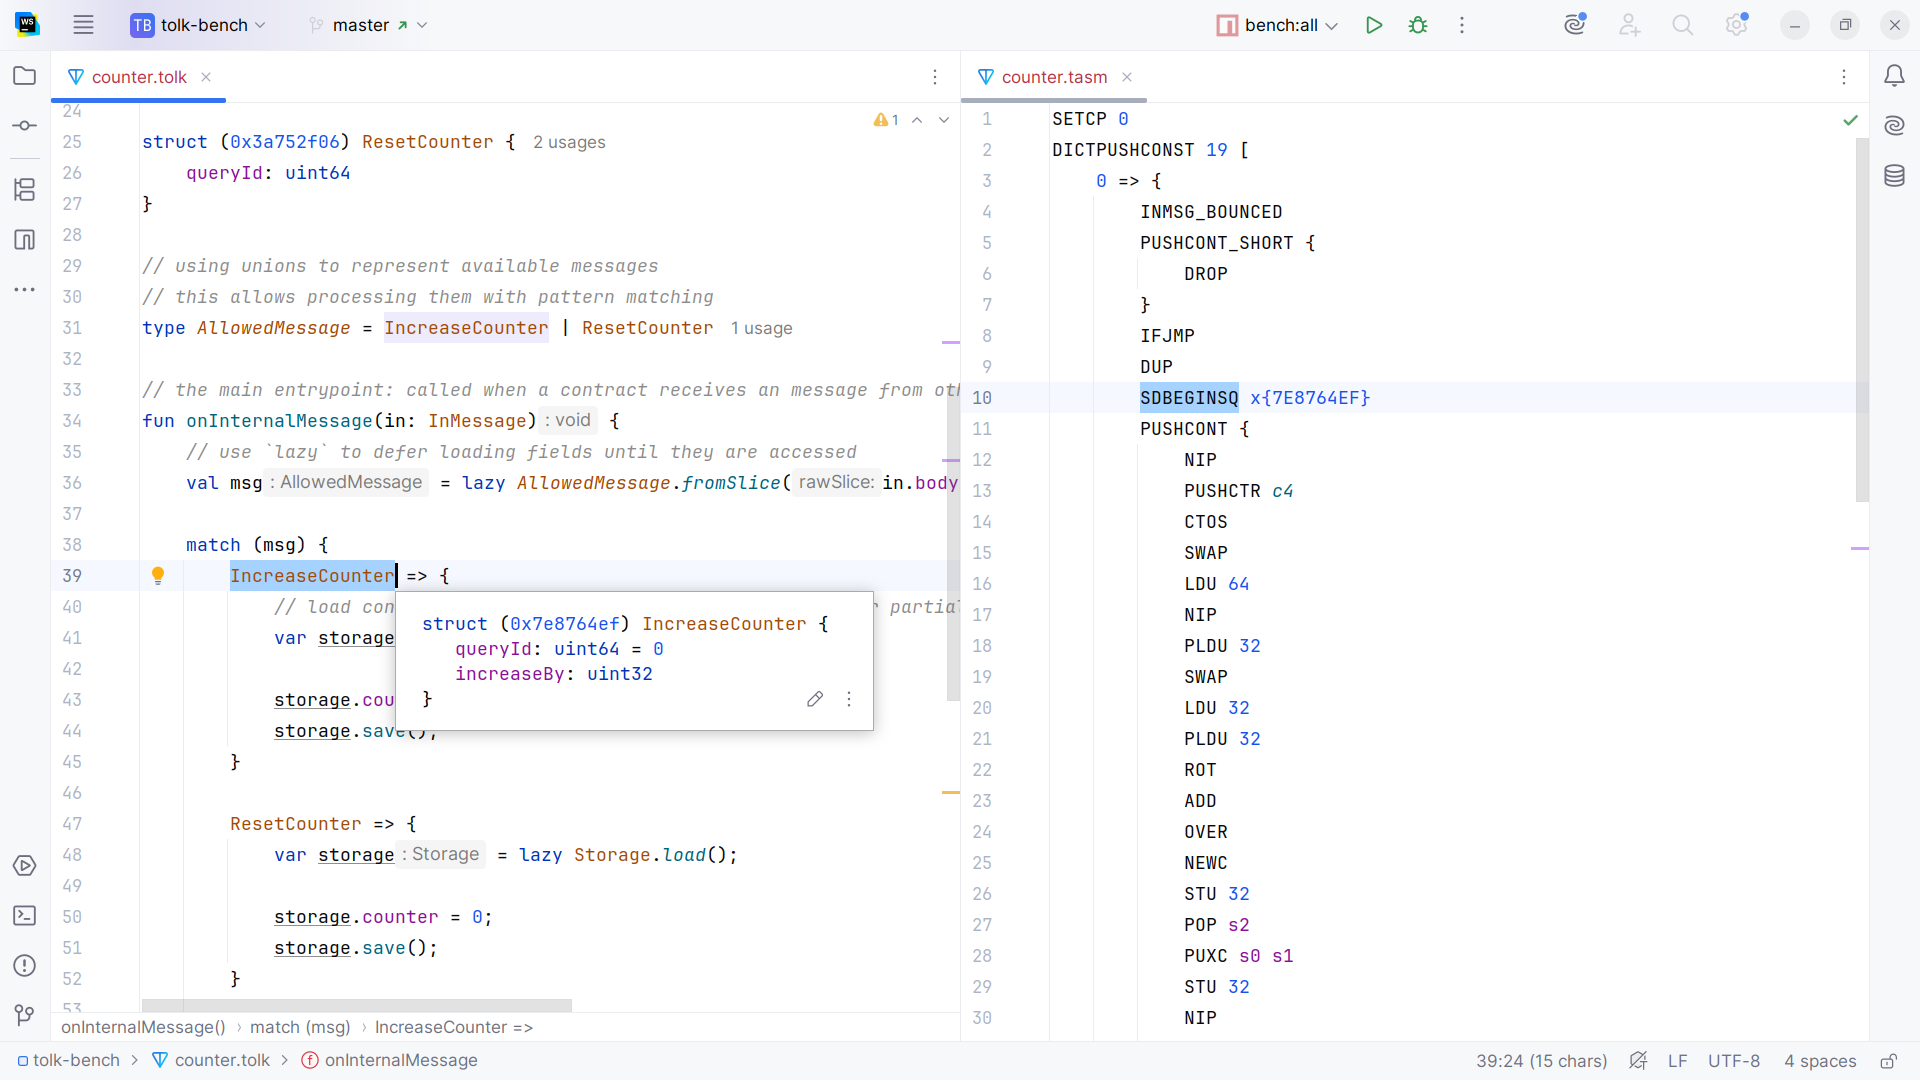 WS
TB tolk-bench
master
bench:all
counter.tolk
24
⚠1
25 struct (0x3a752f06) ResetCounter { 2 usages
26 queryId: uint64
27 }
28
29 // using unions to represent available messages
30 // this allows processing them with pattern matching
31 type AllowedMessage = IncreaseCounter | ResetCounter 1 usage
32
33 // the main entrypoint: called when a contract receives an message from oth
34 fun onInternalMessage(in: InMessage) : void {
35 // use `lazy` to defer loading fields until they are accessed
36 val msg : AllowedMessage = lazy AllowedMessage.fromSlice( rawSlice: in.body
37
38 match (msg) {
39 IncreaseCounter => {
40 // load con r partial
41 var storage
42
43 storage.cou
44 storage.save();
45 }
46
47 ResetCounter => {
48 var storage : Storage = lazy Storage.load();
49
50 storage.counter = 0;
51 storage.save();
52 }
53
struct (0x7e8764ef) IncreaseCounter {
queryId: uint64 = 0
increaseBy: uint32
}
onInternalMessage() › match (msg) › IncreaseCounter =>
counter.tasm
1 SETCP 0
2 DICTPUSHCONST 19 [
3 0 => {
4 INMSG_BOUNCED
5 PUSHCONT_SHORT {
6 DROP
7 }
8 IFJMP
9 DUP
10 SDBEGINSQ x{7E8764EF}
11 PUSHCONT {
12 NIP
13 PUSHCTR c4
14 CTOS
15 SWAP
16 LDU 64
17 NIP
18 PLDU 32
19 SWAP
20 LDU 32
21 PLDU 32
22 ROT
23 ADD
24 OVER
25 NEWC
26 STU 32
27 POP s2
28 PUXC s0 s1
29 STU 32
30 NIP
tolk-bench › counter.tolk › f onInternalMessage
39:24 (15 chars)
LF
UTF-8
4 spaces